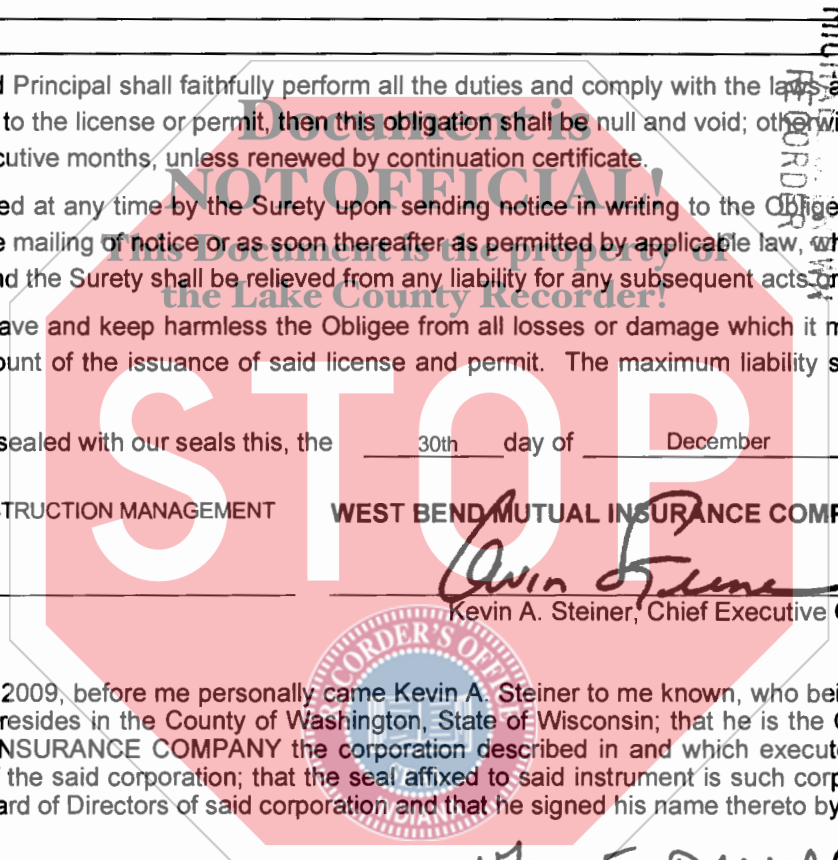 d Principal shall faithfully perform all the duties and comply with the laws a
to the license or permit, then this obligation shall be null and void; otherwi
cutive months, unless renewed by continuation certificate.
ed at any time by the Surety upon sending notice in writing to the Oblige
e mailing of notice or as soon thereafter as permitted by applicable law, wh
nd the Surety shall be relieved from any liability for any subsequent acts or
ave and keep harmless the Obligee from all losses or damage which it m
unt of the issuance of said license and permit. The maximum liability s
sealed with our seals this, the 30th day of December
TRUCTION MANAGEMENT WEST BEND MUTUAL INSURANCE COMP
Kevin Steiner
Kevin A. Steiner, Chief Executive
2009, before me personally came Kevin A. Steiner to me known, who bei
resides in the County of Washington, State of Wisconsin; that he is the
NSURANCE COMPANY the corporation described in and which execut
the said corporation; that the seal affixed to said instrument is such corp
ard of Directors of said corporation and that he signed his name thereto by
Document is
NOT OFFICIAL!
This Document is the property of
the Lake County Recorder!
STOP
RECORDER'S OFFICE
INDIANA
RECORDER